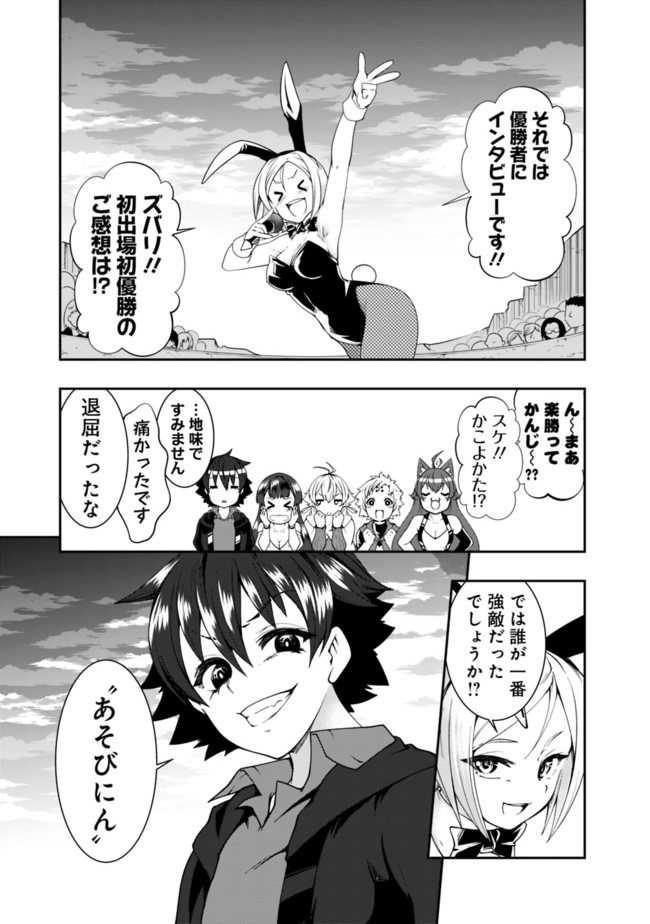 それでは
優勝者に
インタビューです!!
ズバリ!!
初出場初優勝の
ご感想は!?
ん〜まあ
楽勝って
かんじ〜??
スケ!!
かこよかた!?
…地味で
すみません
痛かったです
退屈だったな
では誰が一番
強敵だった
でしょうか!?
〝あそびにん〟